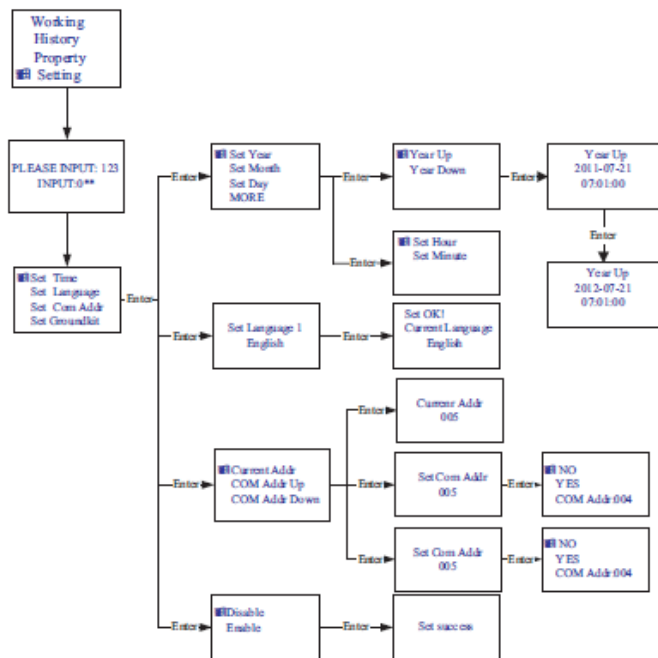 Working
History
Property
Setting
PLEASE INPUT: 123
INPUT:0**
Set Time
Set Language
Set Com Addr
Set Groundkit
Enter
Enter
Set Year
Set Month
Set Day
MORE
Enter
Year Up
Year Down
Enter
Year Up
2011-07-21
07:01:00
Enter
Year Up
2012-07-21
07:01:00
Enter
Set Hour
Set Minute
Enter
Set Language 1
English
Enter
Set OK!
Current Language
English
Enter
Current Addr
COM Addr Up
COM Addr Down
Enter
Current Addr
005
Enter
Set Com Addr
005
Enter
NO
YES
COM Addr:004
Enter
Set Com Addr
005
Enter
NO
YES
COM Addr:004
Enter
Disable
Enable
Enter
Set success